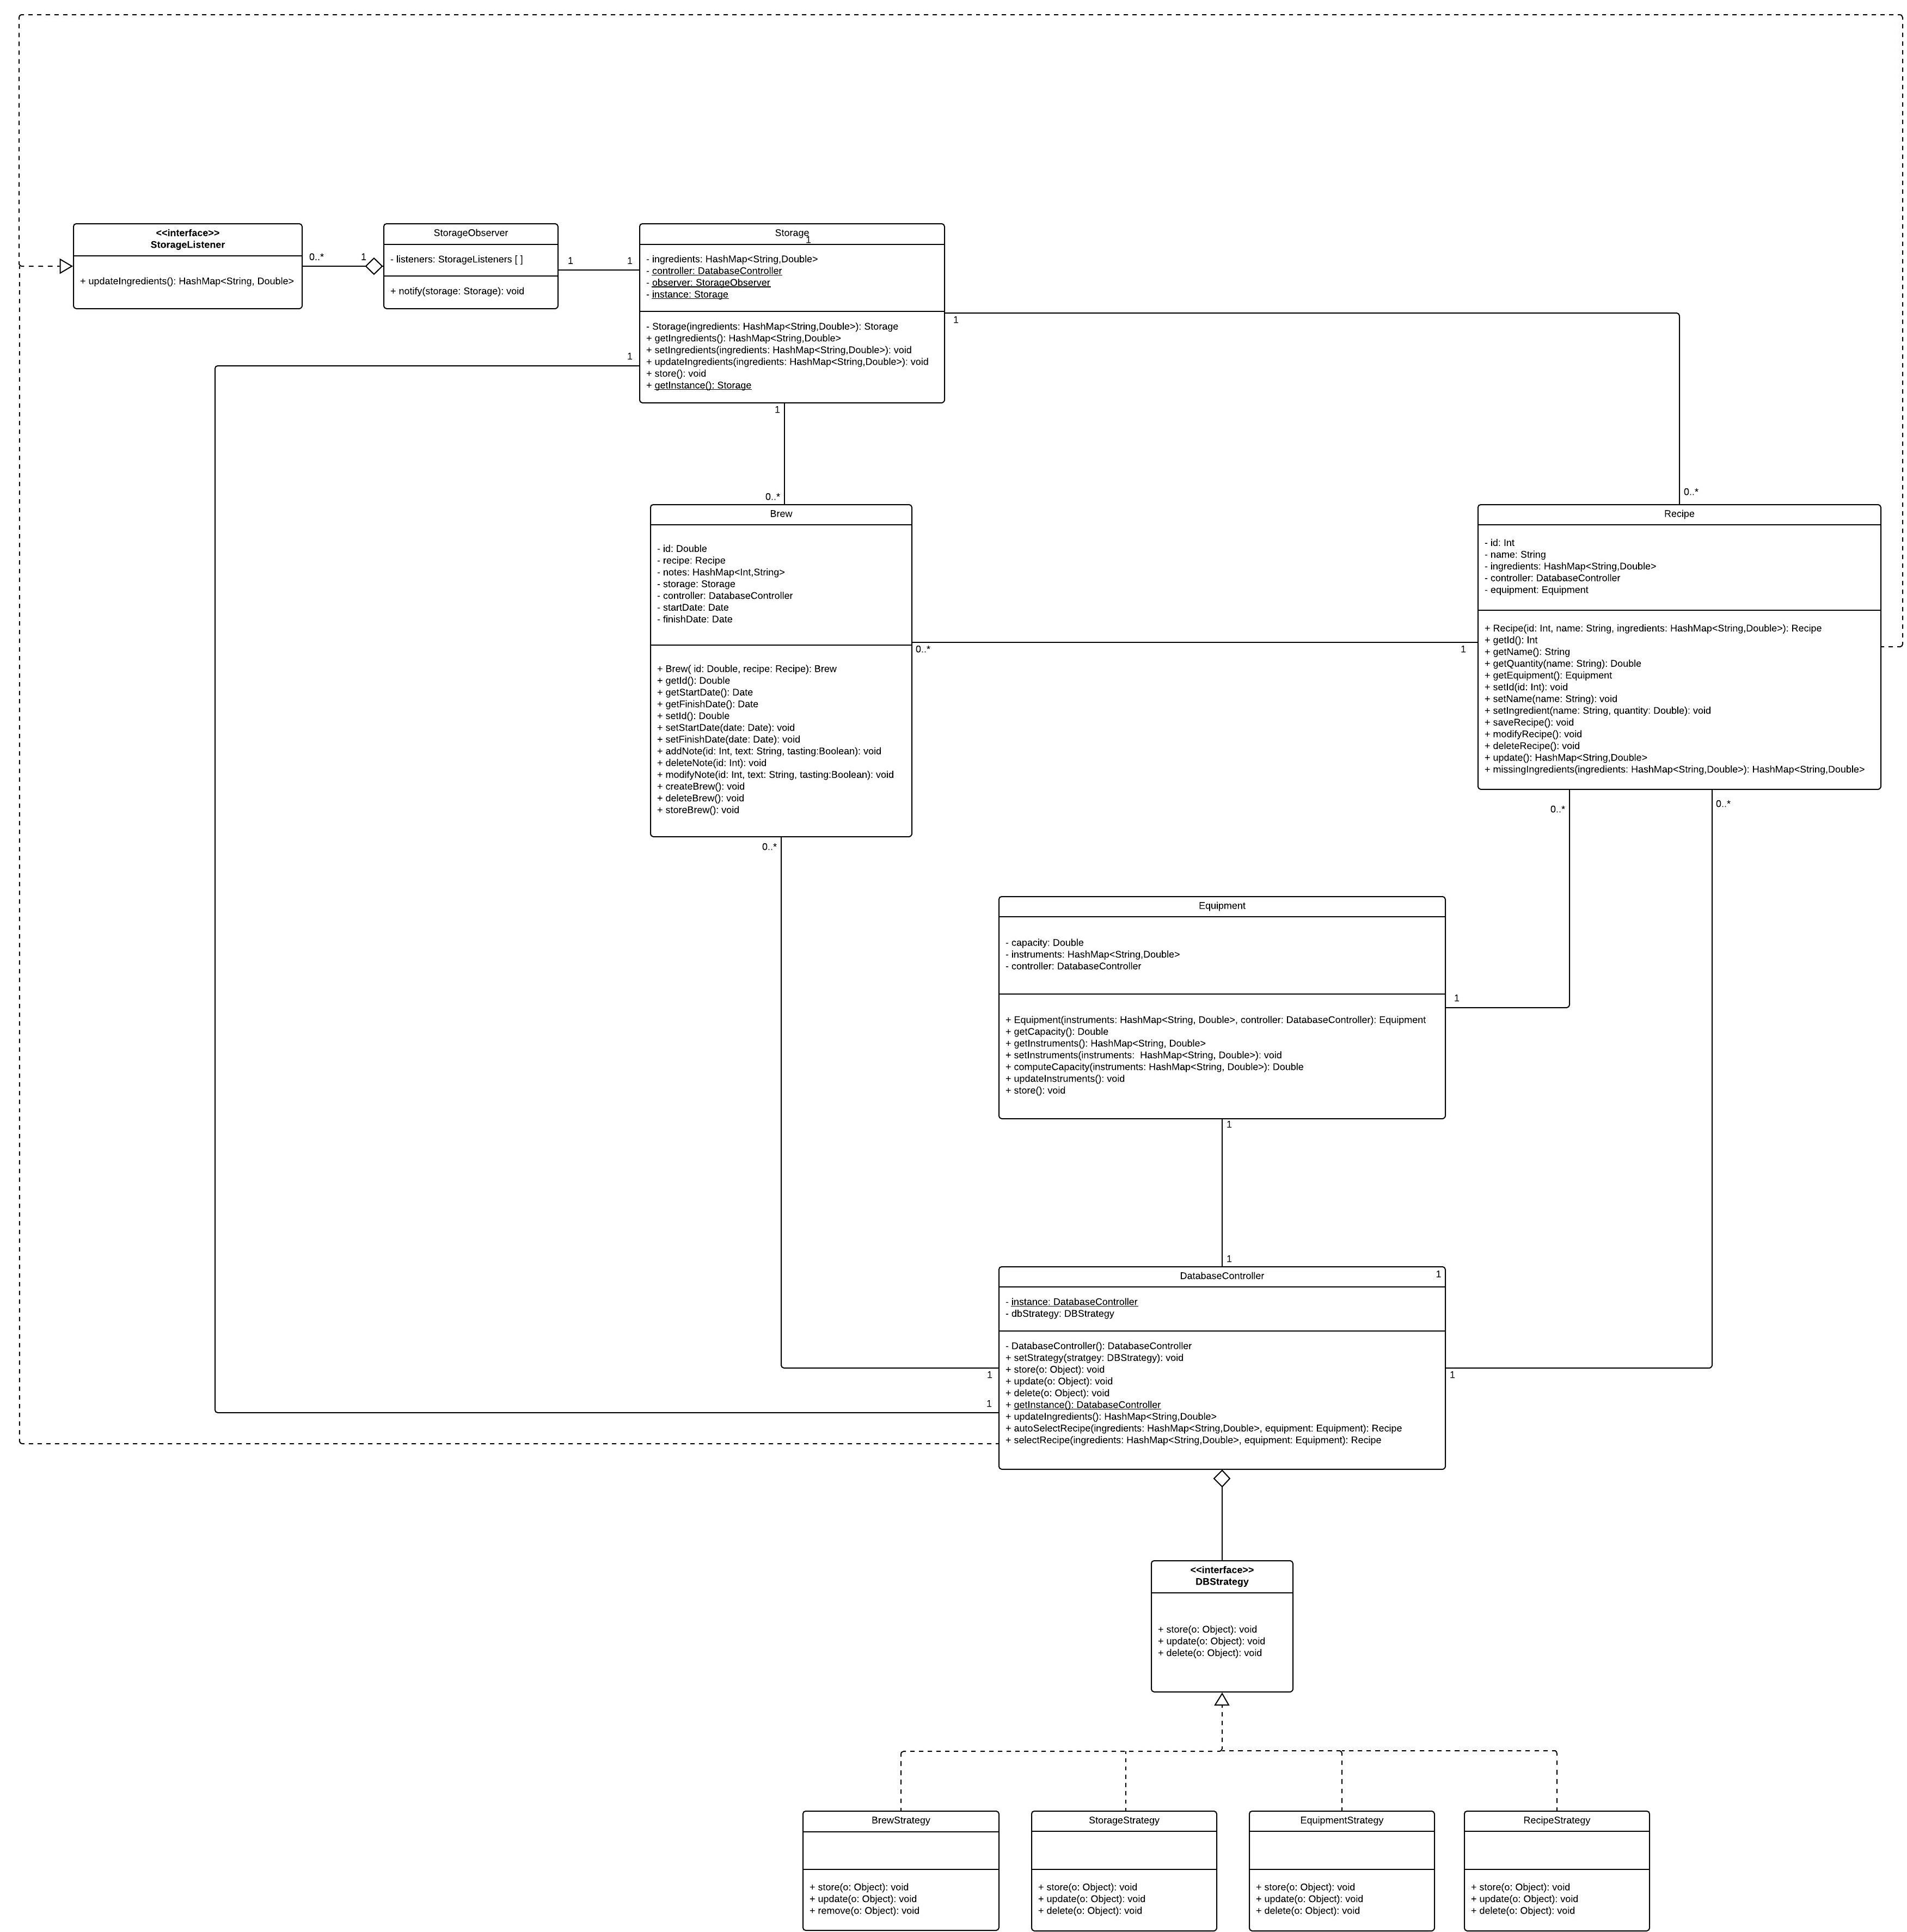 <<interface>>
StorageListener
+ updateIngredients(): HashMap<String, Double>
0..*
1
StorageObserver
- listeners: StorageListeners [ ]
+ notify(storage: Storage): void
1
1
Storage
1
- ingredients: HashMap<String,Double>
- controller: DatabaseController
- observer: StorageObserver
- instance: Storage
- Storage(ingredients: HashMap<String,Double>): Storage
+ getIngredients(): HashMap<String,Double>
+ setIngredients(ingredients: HashMap<String,Double>): void
+ updateIngredients(ingredients: HashMap<String,Double>): void
+ store(): void
+ getInstance(): Storage
1
1
1
0..*
0..*
Brew
- id: Double
- recipe: Recipe
- notes: HashMap<Int,String>
- storage: Storage
- controller: DatabaseController
- startDate: Date
- finishDate: Date
+ Brew( id: Double, recipe: Recipe): Brew
+ getId(): Double
+ getStartDate(): Date
+ getFinishDate(): Date
+ setId(): Double
+ setStartDate(date: Date): void
+ setFinishDate(date: Date): void
+ addNote(id: Int, text: String, tasting:Boolean): void
+ deleteNote(id: Int): void
+ modifyNote(id: Int, text: String, tasting:Boolean): void
+ createBrew(): void
+ deleteBrew(): void
+ storeBrew(): void
0..*
1
Recipe
- id: Int
- name: String
- ingredients: HashMap<String,Double>
- controller: DatabaseController
- equipment: Equipment
+ Recipe(id: Int, name: String, ingredients: HashMap<String,Double>): Recipe
+ getId(): Int
+ getName(): String
+ getQuantity(name: String): Double
+ getEquipment(): Equipment
+ setId(id: Int): void
+ setName(name: String): void
+ setIngredient(name: String, quantity: Double): void
+ saveRecipe(): void
+ modifyRecipe(): void
+ deleteRecipe(): void
+ update(): HashMap<String,Double>
+ missingIngredients(ingredients: HashMap<String,Double>): HashMap<String,Double>
0..*
0..*
0..*
Equipment
- capacity: Double
- instruments: HashMap<String,Double>
- controller: DatabaseController
+ Equipment(instruments: HashMap<String, Double>, controller: DatabaseController): Equipment
+ getCapacity(): Double
+ getInstruments(): HashMap<String, Double>
+ setInstruments(instruments:  HashMap<String, Double>): void
+ computeCapacity(instruments: HashMap<String, Double>): Double
+ updateInstruments(): void
+ store(): void
1
1
1
DatabaseController
1
- instance: DatabaseController
- dbStrategy: DBStrategy
- DatabaseController(): DatabaseController
+ setStrategy(stratgey: DBStrategy): void
+ store(o: Object): void
+ update(o: Object): void
+ delete(o: Object): void
+ getInstance(): DatabaseController
+ updateIngredients(): HashMap<String,Double>
+ autoSelectRecipe(ingredients: HashMap<String,Double>, equipment: Equipment): Recipe
+ selectRecipe(ingredients: HashMap<String,Double>, equipment: Equipment): Recipe
1
1
1
<<interface>>
DBStrategy
+ store(o: Object): void
+ update(o: Object): void
+ delete(o: Object): void
BrewStrategy
+ store(o: Object): void
+ update(o: Object): void
+ remove(o: Object): void
StorageStrategy
+ store(o: Object): void
+ update(o: Object): void
+ delete(o: Object): void
EquipmentStrategy
+ store(o: Object): void
+ update(o: Object): void
+ delete(o: Object): void
RecipeStrategy
+ store(o: Object): void
+ update(o: Object): void
+ delete(o: Object): void